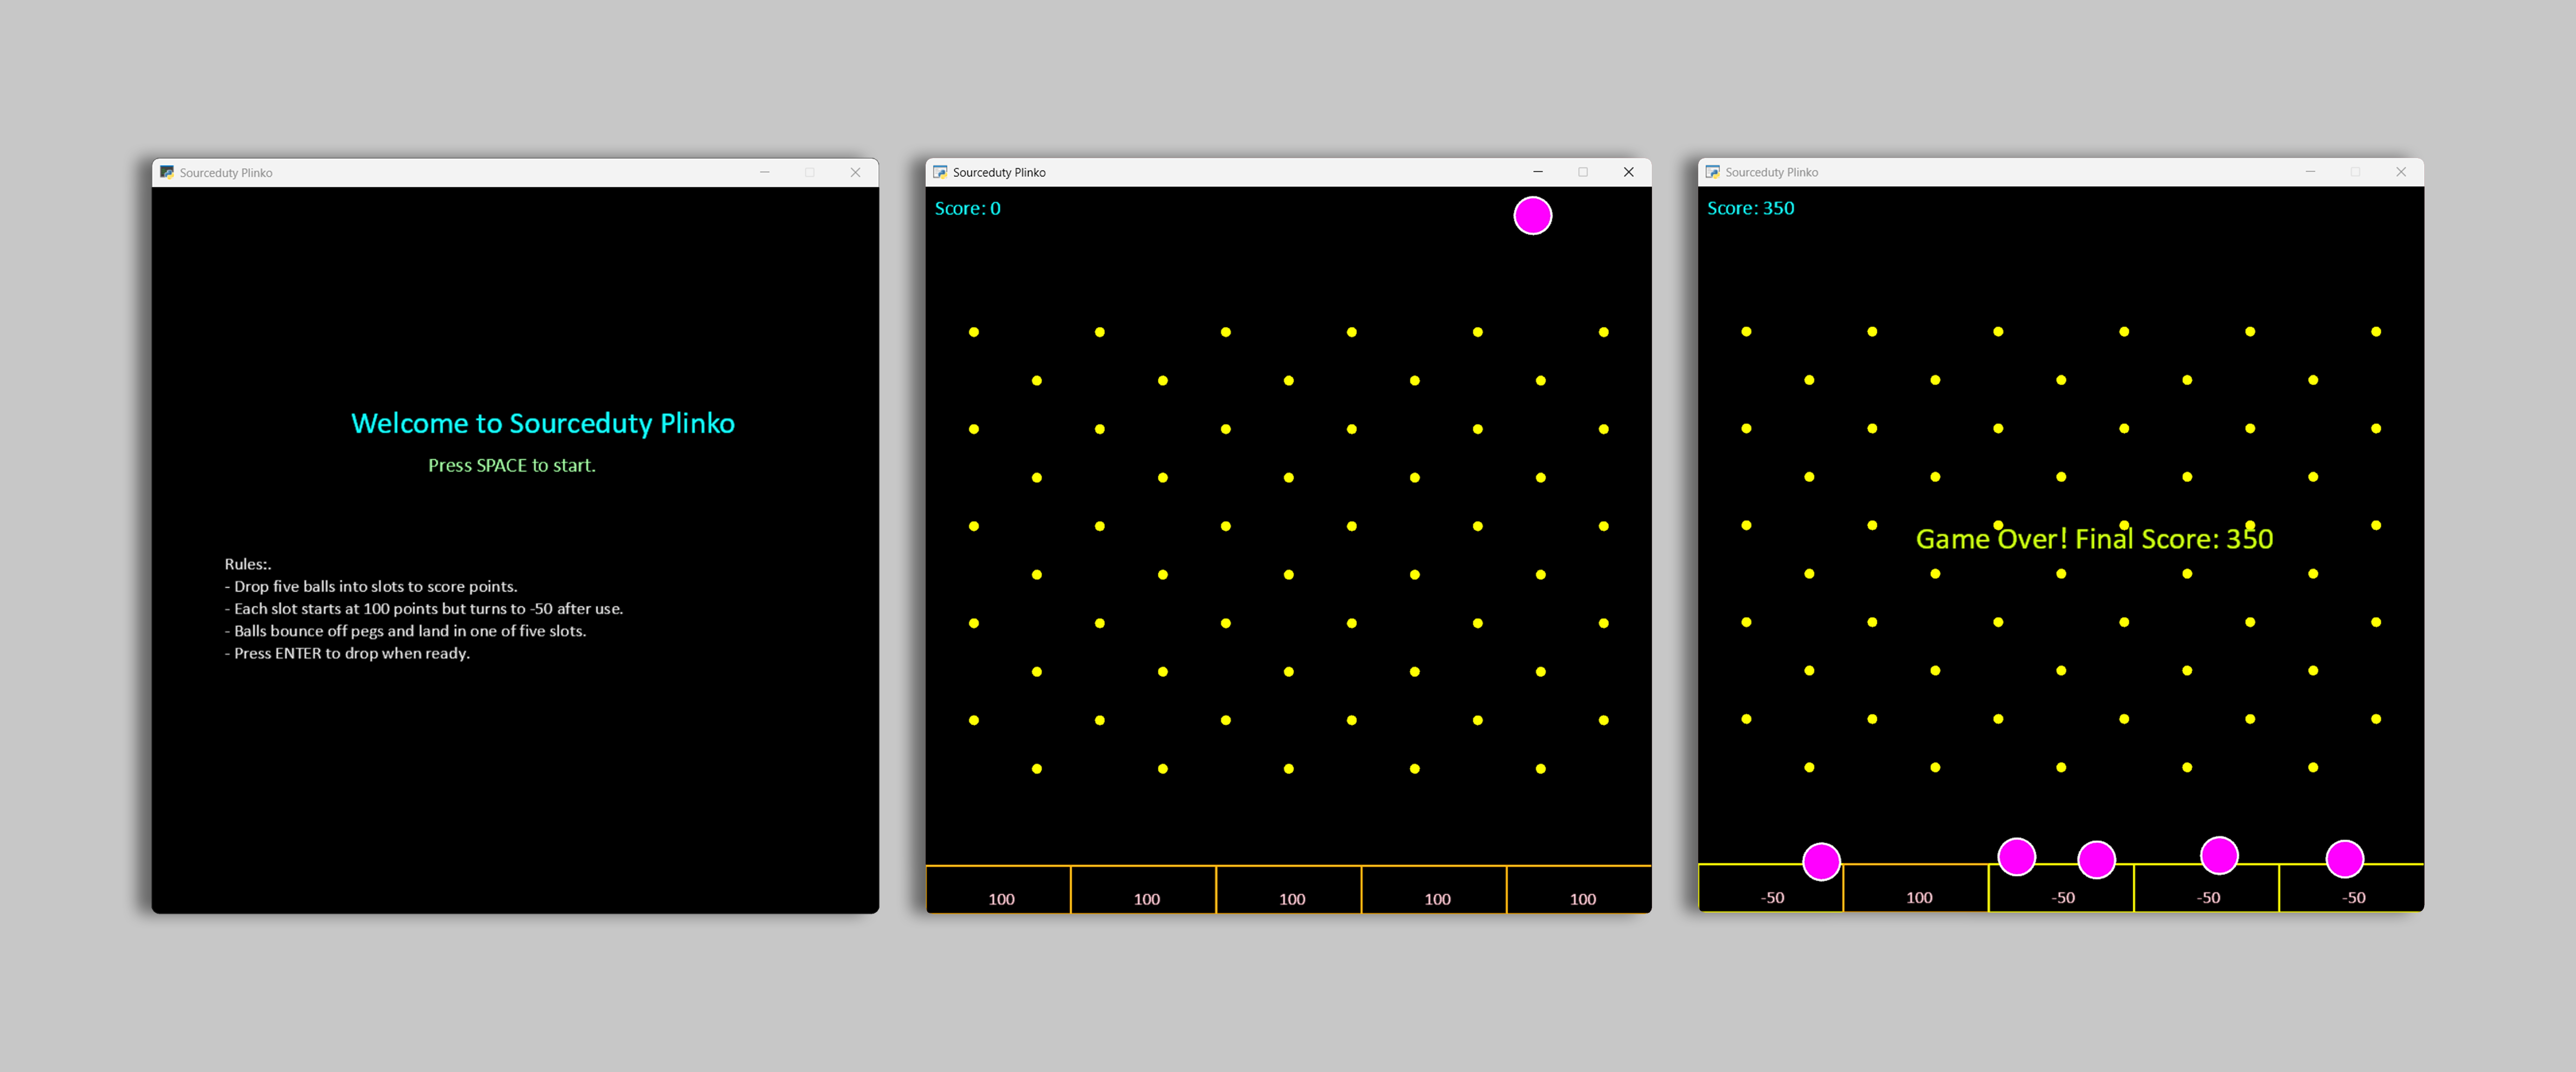 Sourceduty Plinko
Welcome to Sourceduty Plinko
Press SPACE to start.
Rules:.
- Drop five balls into slots to score points.
- Each slot starts at 100 points but turns to -50 after use.
- Balls bounce off pegs and land in one of five slots.
- Press ENTER to drop when ready.
Sourceduty Plinko
Score: 0
100 100 100 100 100
Sourceduty Plinko
Score: 350
Game Over! Final Score: 350
-50 100 -50 -50 -50